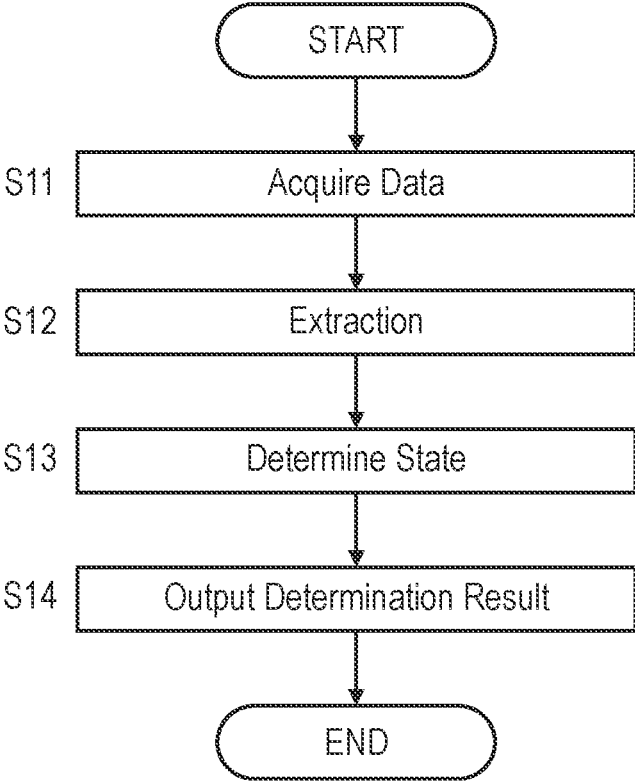 START
S11 Acquire Data
S12 Extraction
S13 Determine State
S14 Output Determination Result
END